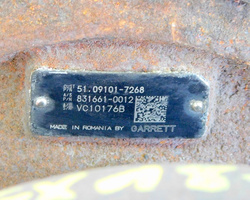 51.09101-7268
A/R P/N 831661-0012
VC10176B
MADE IN ROMANIA BY GARRETT